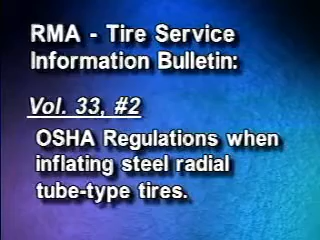 RMA - Tire Service
Information Bulletin:
Vol. 33, #2
OSHA Regulations when
inflating steel radial
tube-type tires.